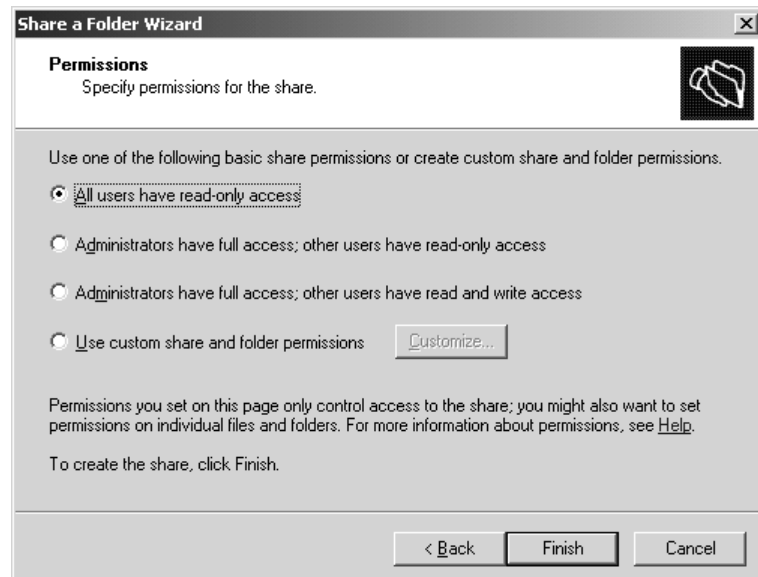 Share a Folder Wizard
Permissions
Specify permissions for the share.
Use one of the following basic share permissions or create custom share and folder permissions.
All users have read-only access
Administrators have full access; other users have read-only access
Administrators have full access; other users have read and write access
Use custom share and folder permissions Customize...
Permissions you set on this page only control access to the share; you might also want to set
permissions on individual files and folders. For more information about permissions, see Help.
To create the share, click Finish.
< Back Finish Cancel